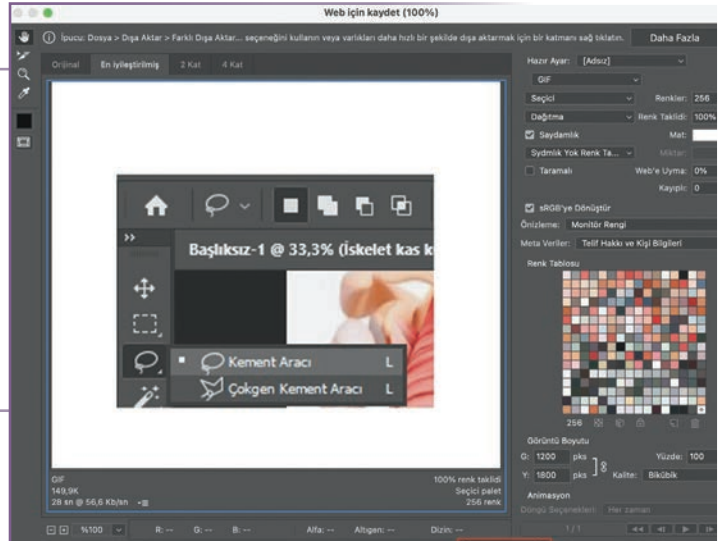 Web için kaydet (100%)
İpucu: Dosya > Dışa Aktar > Farklı Dışa Aktar... seçeneğini kullanın veya varlıkları daha hızlı bir şekilde dışa aktarmak için bir katmanı sağ tıklatın.
Daha Fazla
Orijinal En iyileştirilmiş 2 Kat 4 Kat
Hazır Ayar: [Adsız]
GIF
Seçici Renkler: 256
Dağıtma Renk Taklidi: 100%
Saydamlık Mat:
Sydmlık Yok Renk Ta... Miktar:
Taramalı Web'e Uyma: 0%
Kayıplı: 0
sRGB'ye Dönüştür
Önizleme: Monitör Rengi
Meta Veriler: Telif Hakkı ve Kişi Bilgileri
Renk Tablosu
Başlıksız-1 @ 33,3% (İskelet kas k
Kement Aracı L
Çokgen Kement Aracı L
256
Görüntü Boyutu
G: 1200 pks Yüzde: 100
Y: 1800 pks Kalite: Bikübik
Animasyon
Döngü Seçenekleri: Her zaman
1/1
GIF
149,9K
28 sn @ 56,6 Kb/sn
100% renk taklidi
Seçici palet
256 renk
%100 R: -- G: -- B: -- Alfa: -- Altıgen: -- Dizin: --